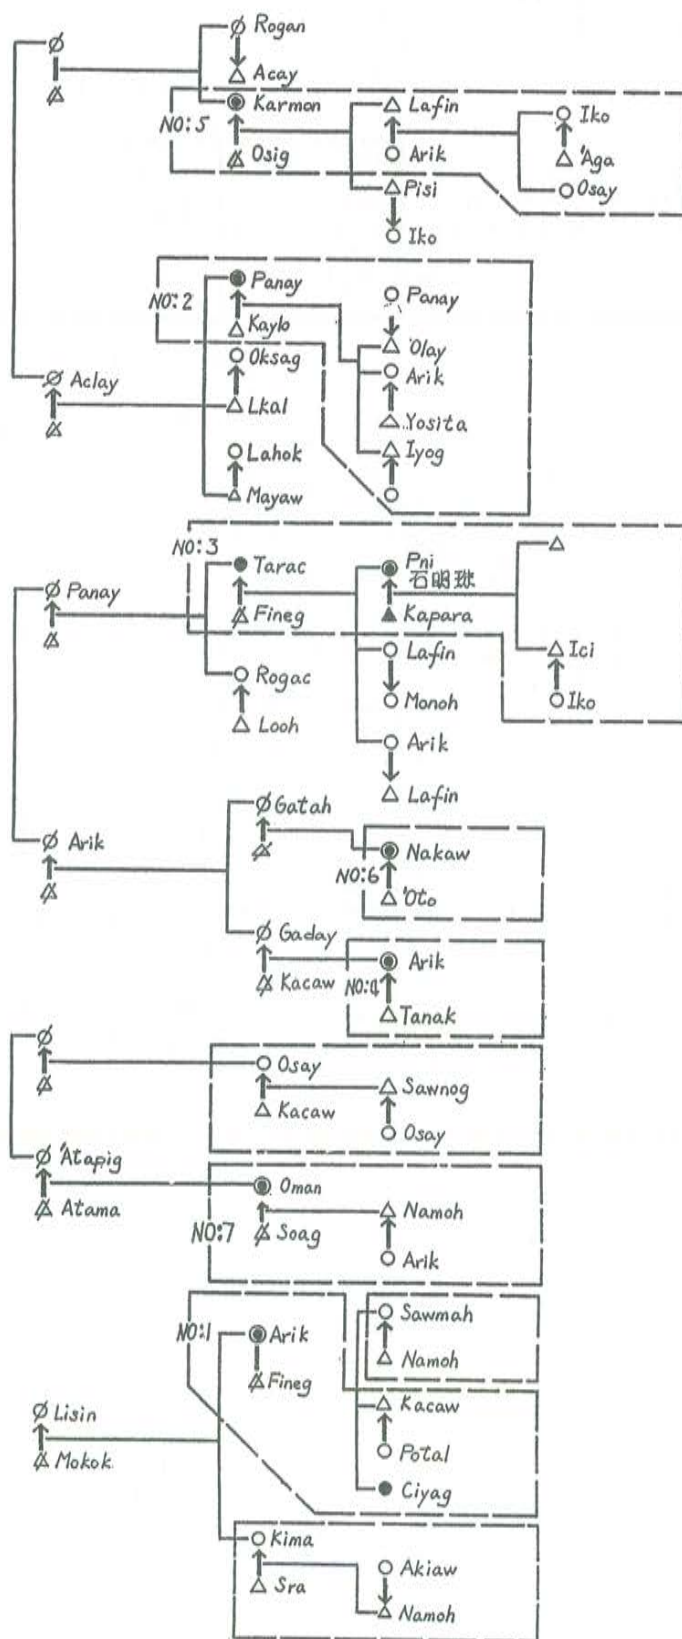 Rogan
Acay
Karmon
NO:5
Osig
Lafin
Arik
Pisi
Iko
Iko
'Aga
Osay
Panay
NO:2
Kaylo
Oksag
Aclay
Lkal
Lahok
Mayaw
Panay
'Olay
Arik
Yosita
Iyog
NO:3
Tarac
Panay
Fineg
Rogac
Looh
Pni
石明珠
Kapara
Lafin
Monoh
Arik
Lafin
Ici
Iko
Gatah
Arik
Nakaw
NO:6
'Oto
Gaday
Kacaw
NO:4
Arik
Tanak
Osay
Kacaw
Sawnog
Osay
'Atapig
Atama
Oman
NO:7
Soag
Namoh
Arik
NO:1
Arik
Fineg
Sawmah
Namoh
Lisin
Mokok
Kacaw
Potal
Ciyag
Kima
Sra
Akiaw
Namoh